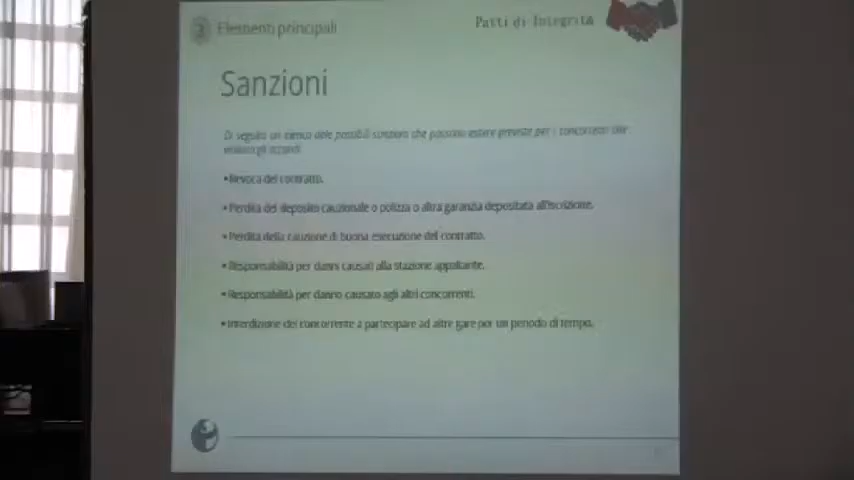 2 Elementi principali
Patti di Integrità
Sanzioni
Di seguito un elenco delle possibili sanzioni che possono essere previste per i concorrenti che
violano gli accordi
•Revoca del contratto.
•Perdita del deposito cauzionale o polizza o altra garanzia depositata all'iscrizione.
•Perdita della cauzione di buona esecuzione del contratto.
•Responsabilità per danni causati alla stazione appaltante.
•Responsabilità per danno causato agli altri concorrenti.
•Interdizione del concorrente a partecipare ad altre gare per un periodo di tempo.